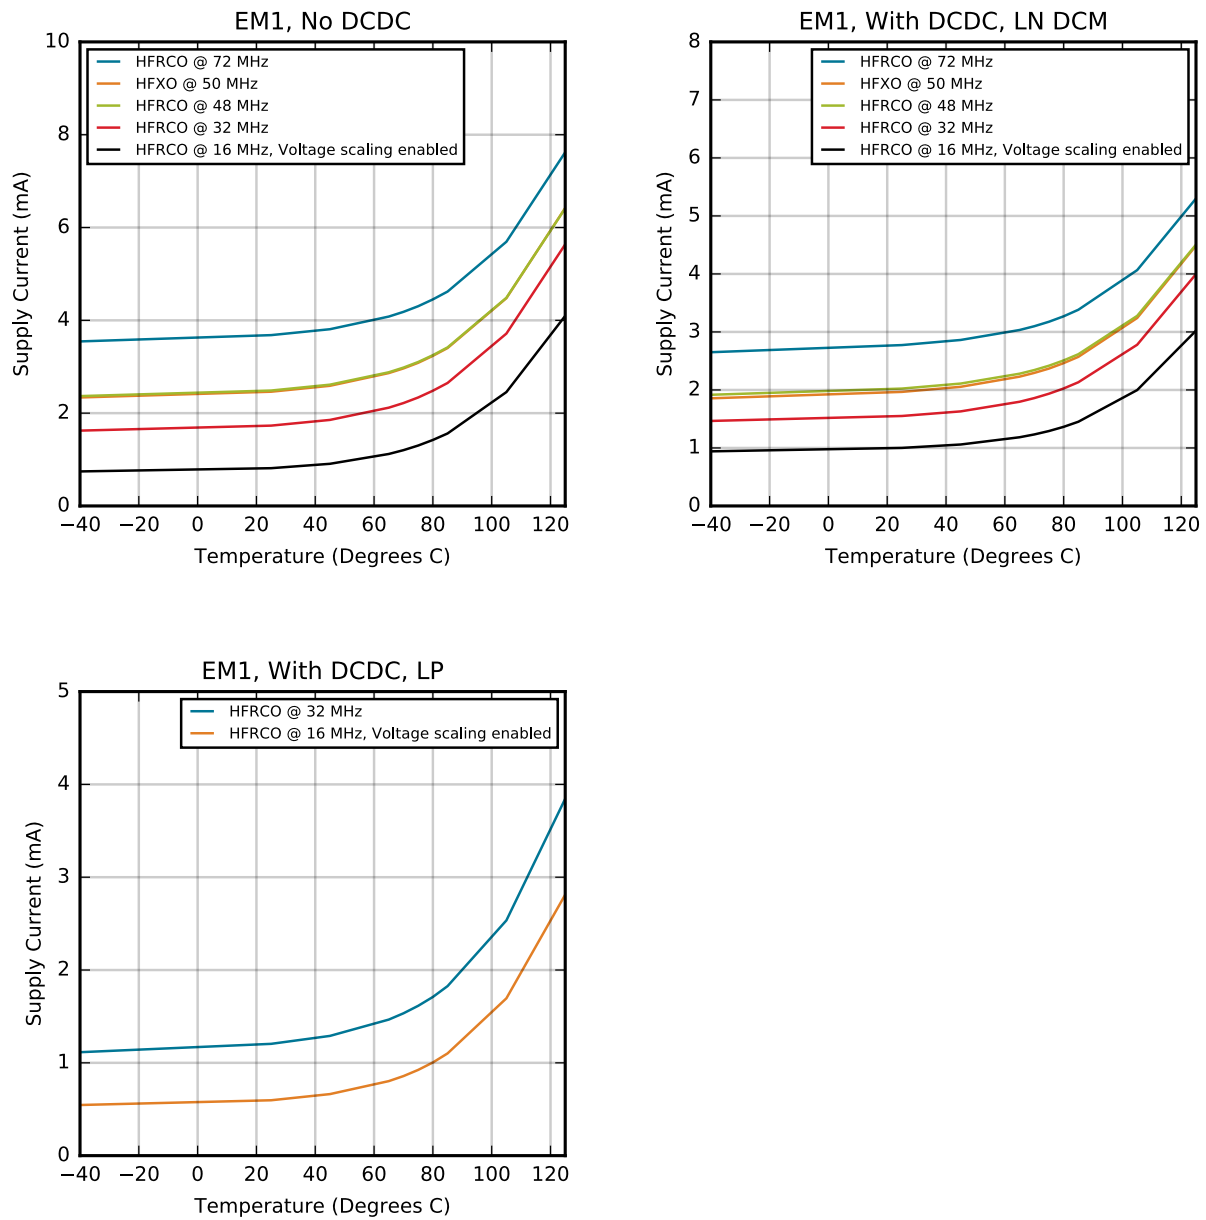 EM1, No DCDC
10
8
6
4
2
0
Supply Current (mA)
HFRCO @ 72 MHz
HFXO @ 50 MHz
HFRCO @ 48 MHz
HFRCO @ 32 MHz
HFRCO @ 16 MHz, Voltage scaling enabled
−40 −20 0 20 40 60 80 100 120
Temperature (Degrees C)
EM1, With DCDC, LN DCM
8
7
6
5
4
3
2
1
0
Supply Current (mA)
HFRCO @ 72 MHz
HFXO @ 50 MHz
HFRCO @ 48 MHz
HFRCO @ 32 MHz
HFRCO @ 16 MHz, Voltage scaling enabled
−40 −20 0 20 40 60 80 100 120
Temperature (Degrees C)
EM1, With DCDC, LP
5
4
3
2
1
0
Supply Current (mA)
HFRCO @ 32 MHz
HFRCO @ 16 MHz, Voltage scaling enabled
−40 −20 0 20 40 60 80 100 120
Temperature (Degrees C)